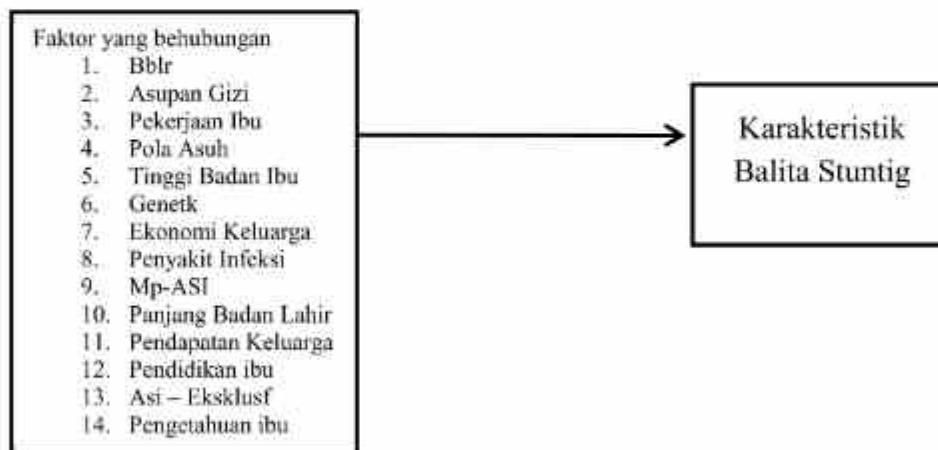 Faktor yang behubungan
1. Bblr
2. Asupan Gizi
3. Pekerjaan Ibu
4. Pola Asuh
5. Tinggi Badan Ibu
6. Genetk
7. Ekonomi Keluarga
8. Penyakit Infeksi
9. Mp-ASI
10. Panjang Badan Lahir
11. Pendapatan Keluarga
12. Pendidikan ibu
13. Asi – Eksklusf
14. Pengetahuan ibu
Karakteristik
Balita Stuntig